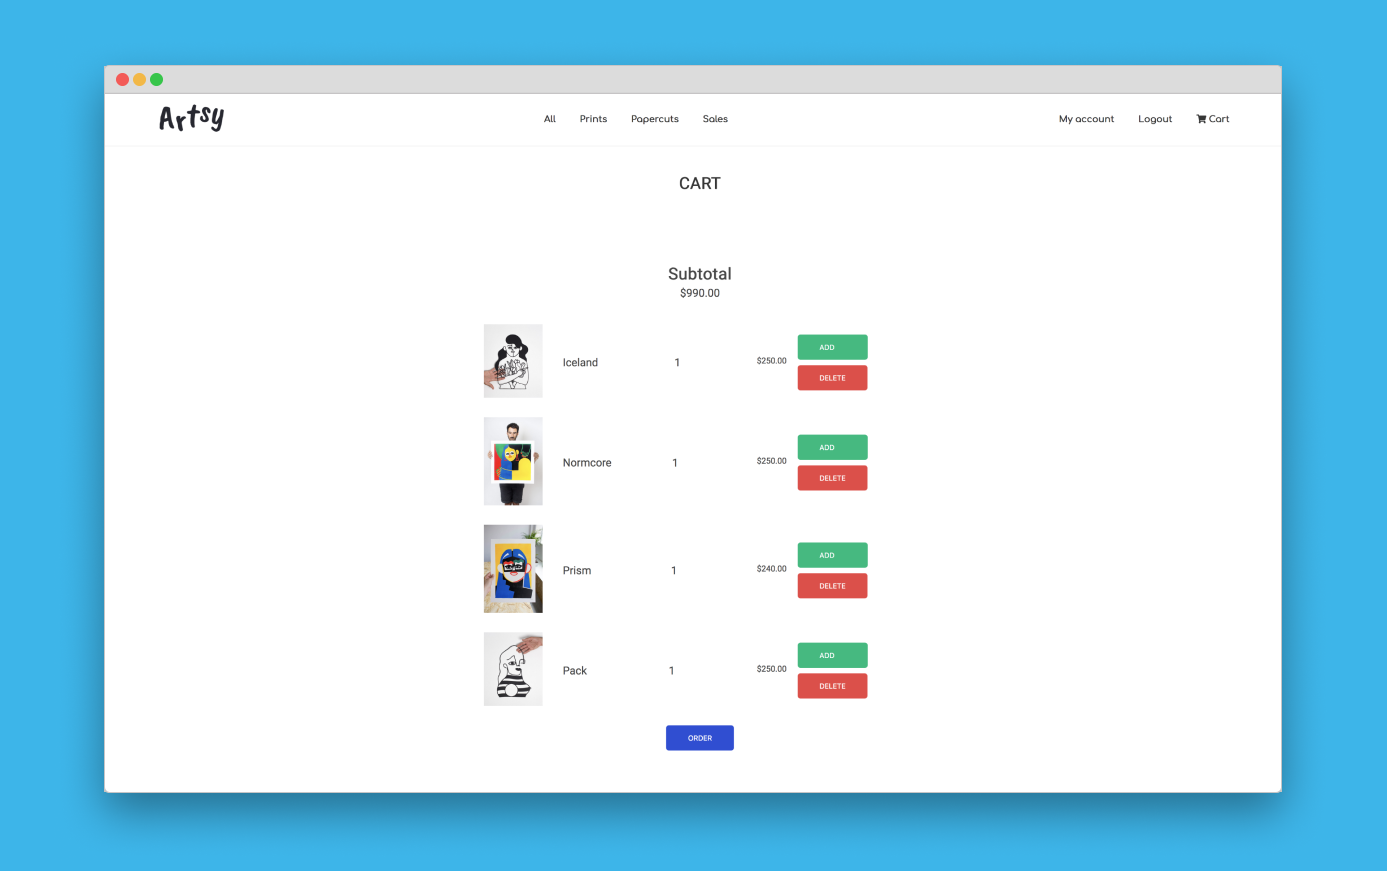 Artsy
All Prints Papercuts Sales
My account Logout Cart
CART
Subtotal
$990.00
Iceland 1 $250.00
ADD
DELETE
Normcore 1 $250.00
ADD
DELETE
Prism 1 $240.00
ADD
DELETE
Pack 1 $250.00
ADD
DELETE
ORDER